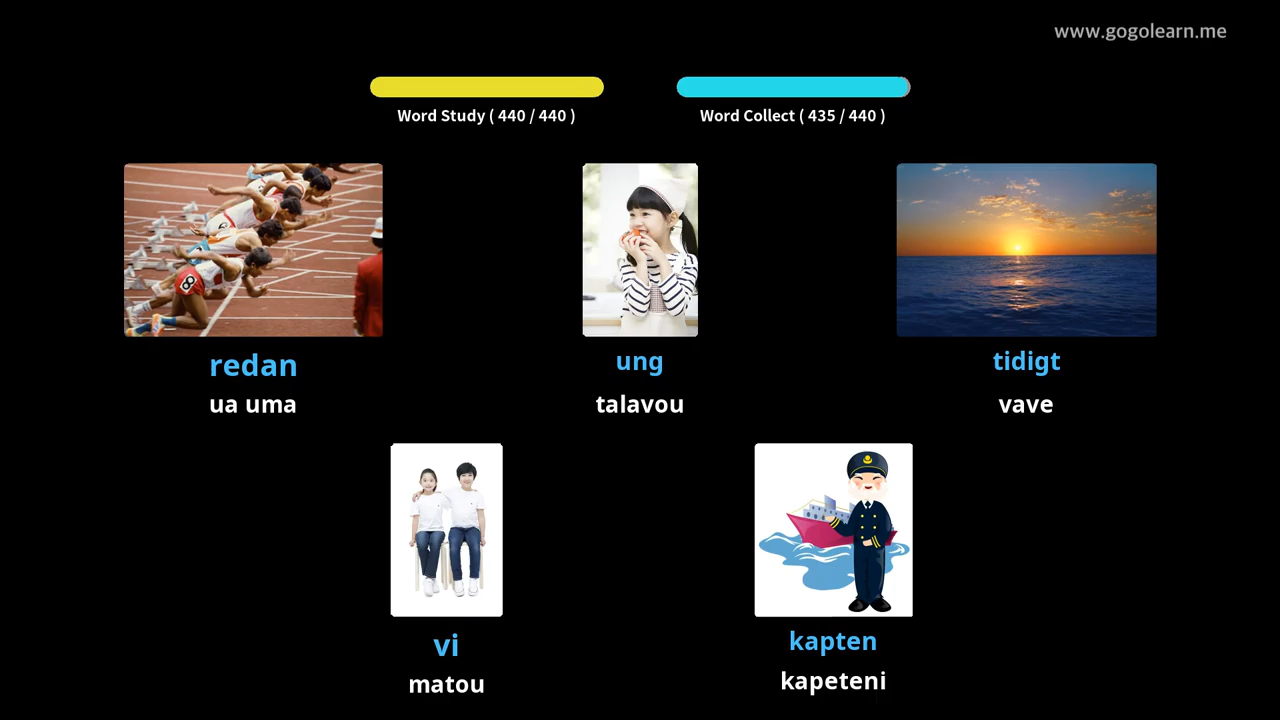 www.gogolearn.me
Word Study ( 440 / 440 )
Word Collect ( 435 / 440 )
redan
ua uma
ung
talavou
tidigt
vave
vi
matou
kapten
kapeteni